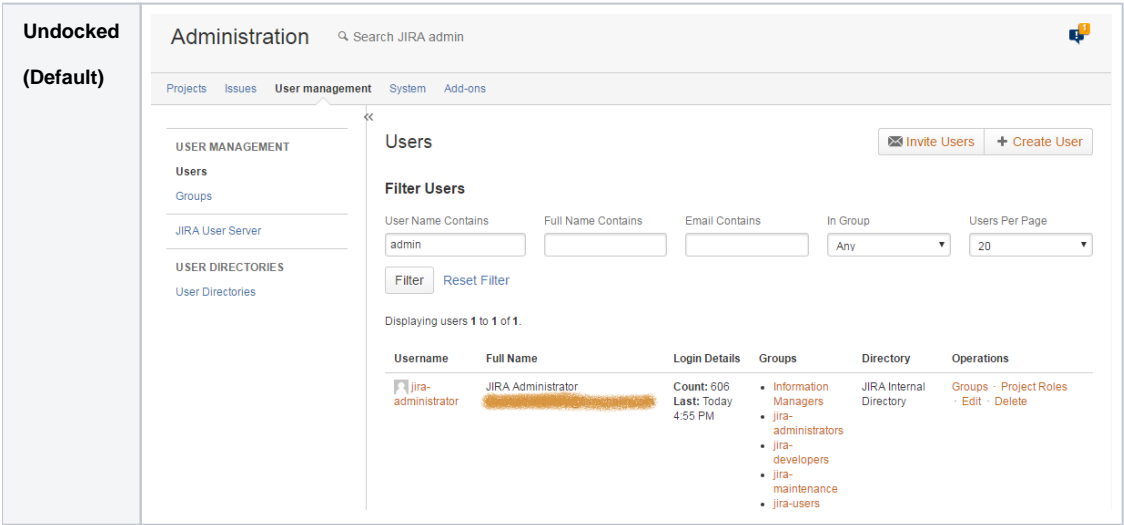 Undocked
(Default)
Administration
Search JIRA admin
Projects Issues User management System Add-ons
«
USER MANAGEMENT
Users
Groups
JIRA User Server
USER DIRECTORIES
User Directories
Users
Invite Users + Create User
Filter Users
User Name Contains Full Name Contains Email Contains In Group Users Per Page
admin Any 20
Filter Reset Filter
Displaying users 1 to 1 of 1.
Username Full Name Login Details Groups Directory Operations
jira-
administrator
JIRA Administrator
Count: 606
Last: Today
4:55 PM
• Information
Managers
• jira-
administrators
• jira-
developers
• jira-
maintenance
• jira-users
JIRA Internal
Directory
Groups · Project Roles
· Edit · Delete